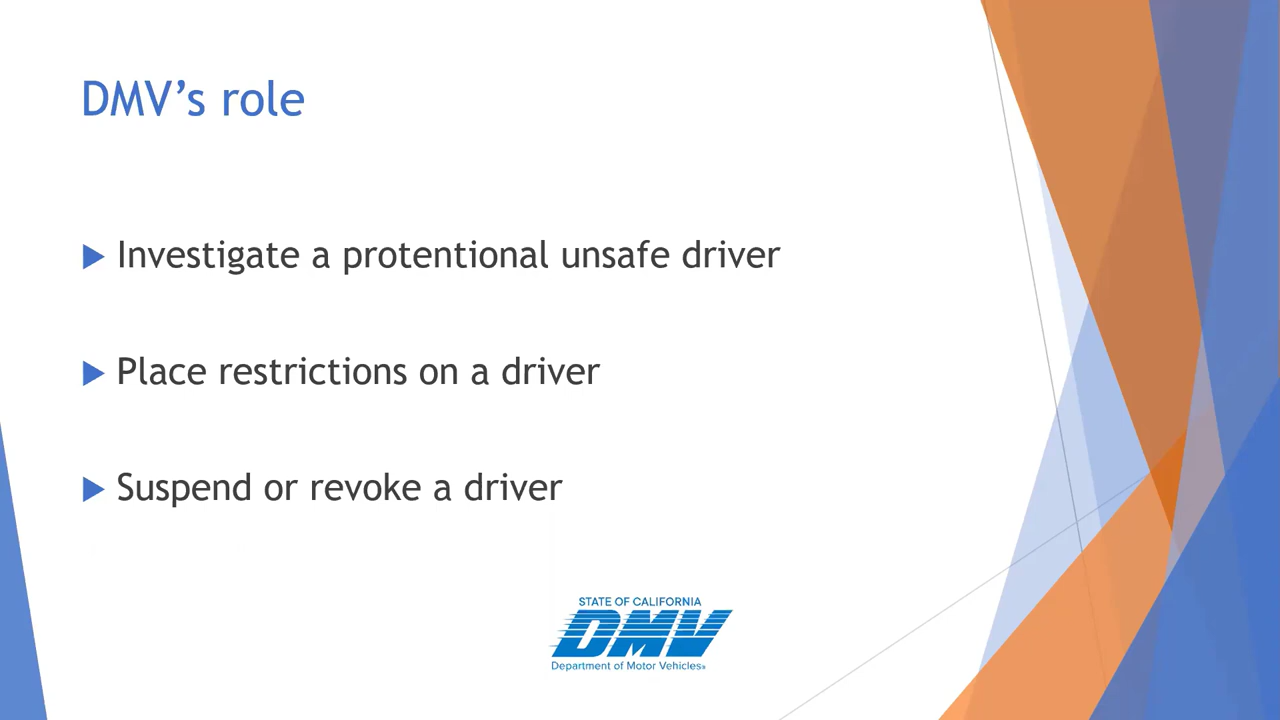 DMV’s role
Investigate a protentional unsafe driver
Place restrictions on a driver
Suspend or revoke a driver
STATE OF CALIFORNIA
DMV
Department of Motor Vehicles